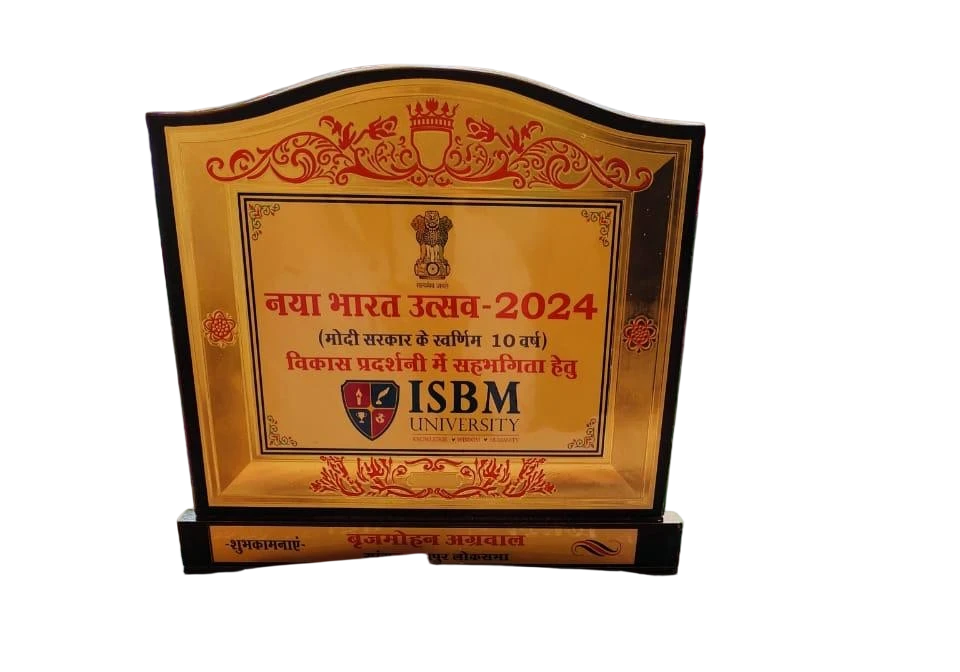 सत्यमेव जयते
नया भारत उत्सव-2024
(मोदी सरकार के स्वर्णिम 10 वर्ष)
विकास प्रदर्शनी में सहभगिता हेतु
ISBM
UNIVERSITY
KNOWLEDGE ✔ WISDOM ✔ HUMANITY
-शुभकामनाएं-
बृजमोहन अग्रवाल
लोकसभा